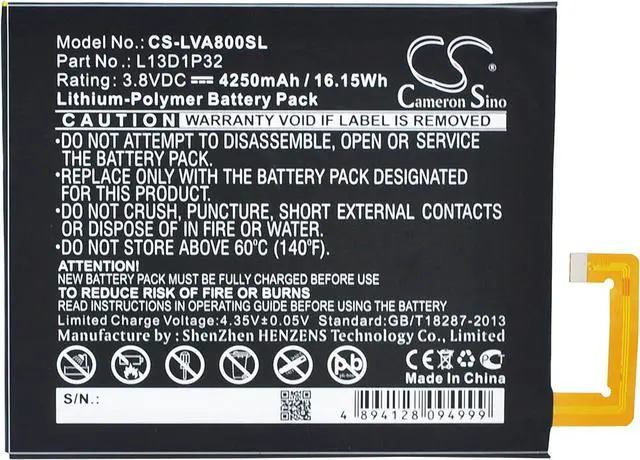 Model No.: CS-LVA800SL
Part No.: L13D1P32
Rating: 3.8VDC 4250mAh / 16.15Wh
Lithium-Polymer Battery Pack
CS
Cameron Sino
CAUTION WARRANTY VOID IF LABEL IS REMOVED
•DO NOT ATTEMPT TO DISASSEMBLE, OPEN OR SERVICE
THE BATTERY PACK.
•REPLACE ONLY WITH THE BATTERY PACK DESIGNATED
FOR THIS PRODUCT.
•DO NOT CRUSH, PUNCTURE, SHORT EXTERNAL CONTACTS
OR DISPOSE OF IN FIRE OR WATER.
•DO NOT STORE ABOVE 60°C (140°F).
ATTENTION!
NEW BATTERY PACK MUST BE FULLY CHARGED BEFORE USE
TO REDUCE RISK OF FIRE OR BURNS
READ INSTRUCTIONS IN OPERATING GUIDE BEFORE USING BATTERY
Limited Charge Voltage:4.35V±0.05V Standard:GB/T18287-2013
Manufacture by:ShenZhen HENZENS Technology Co., Limited
Pb
CE
Made In China
S/N.:
4 894128 094999